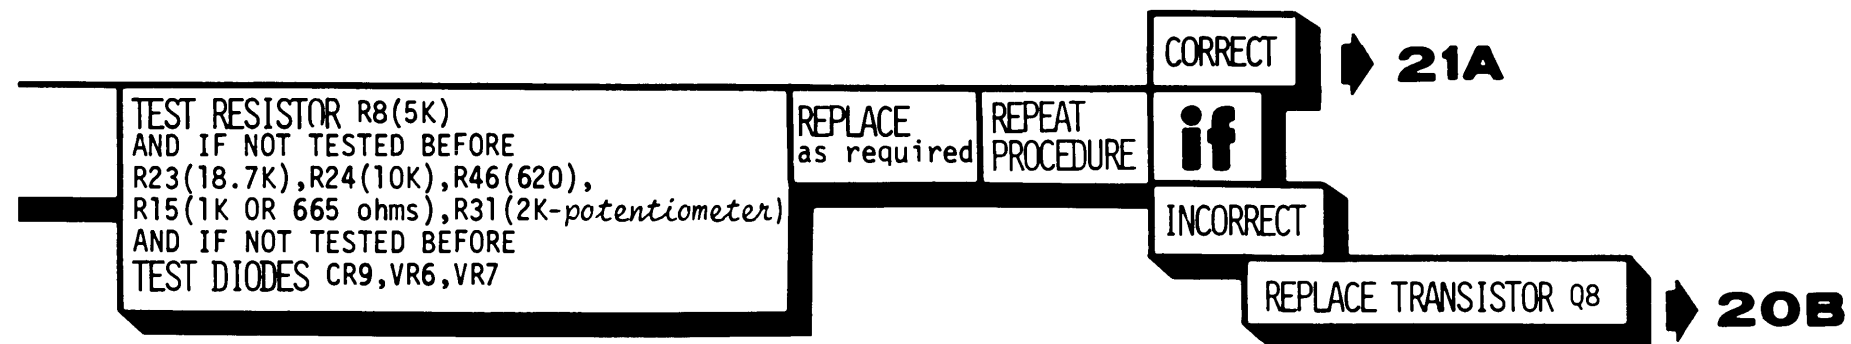 CORRECT
21A
TEST RESISTOR R8(5K)
AND IF NOT TESTED BEFORE
R23(18.7K),R24(10K),R46(620),
R15(1K OR 665 ohms),R31(2K-potentiometer)
AND IF NOT TESTED BEFORE
TEST DIODES CR9,VR6,VR7
REPLACE
as required
REPEAT
PROCEDURE
if
INCORRECT
REPLACE TRANSISTOR Q8
20B